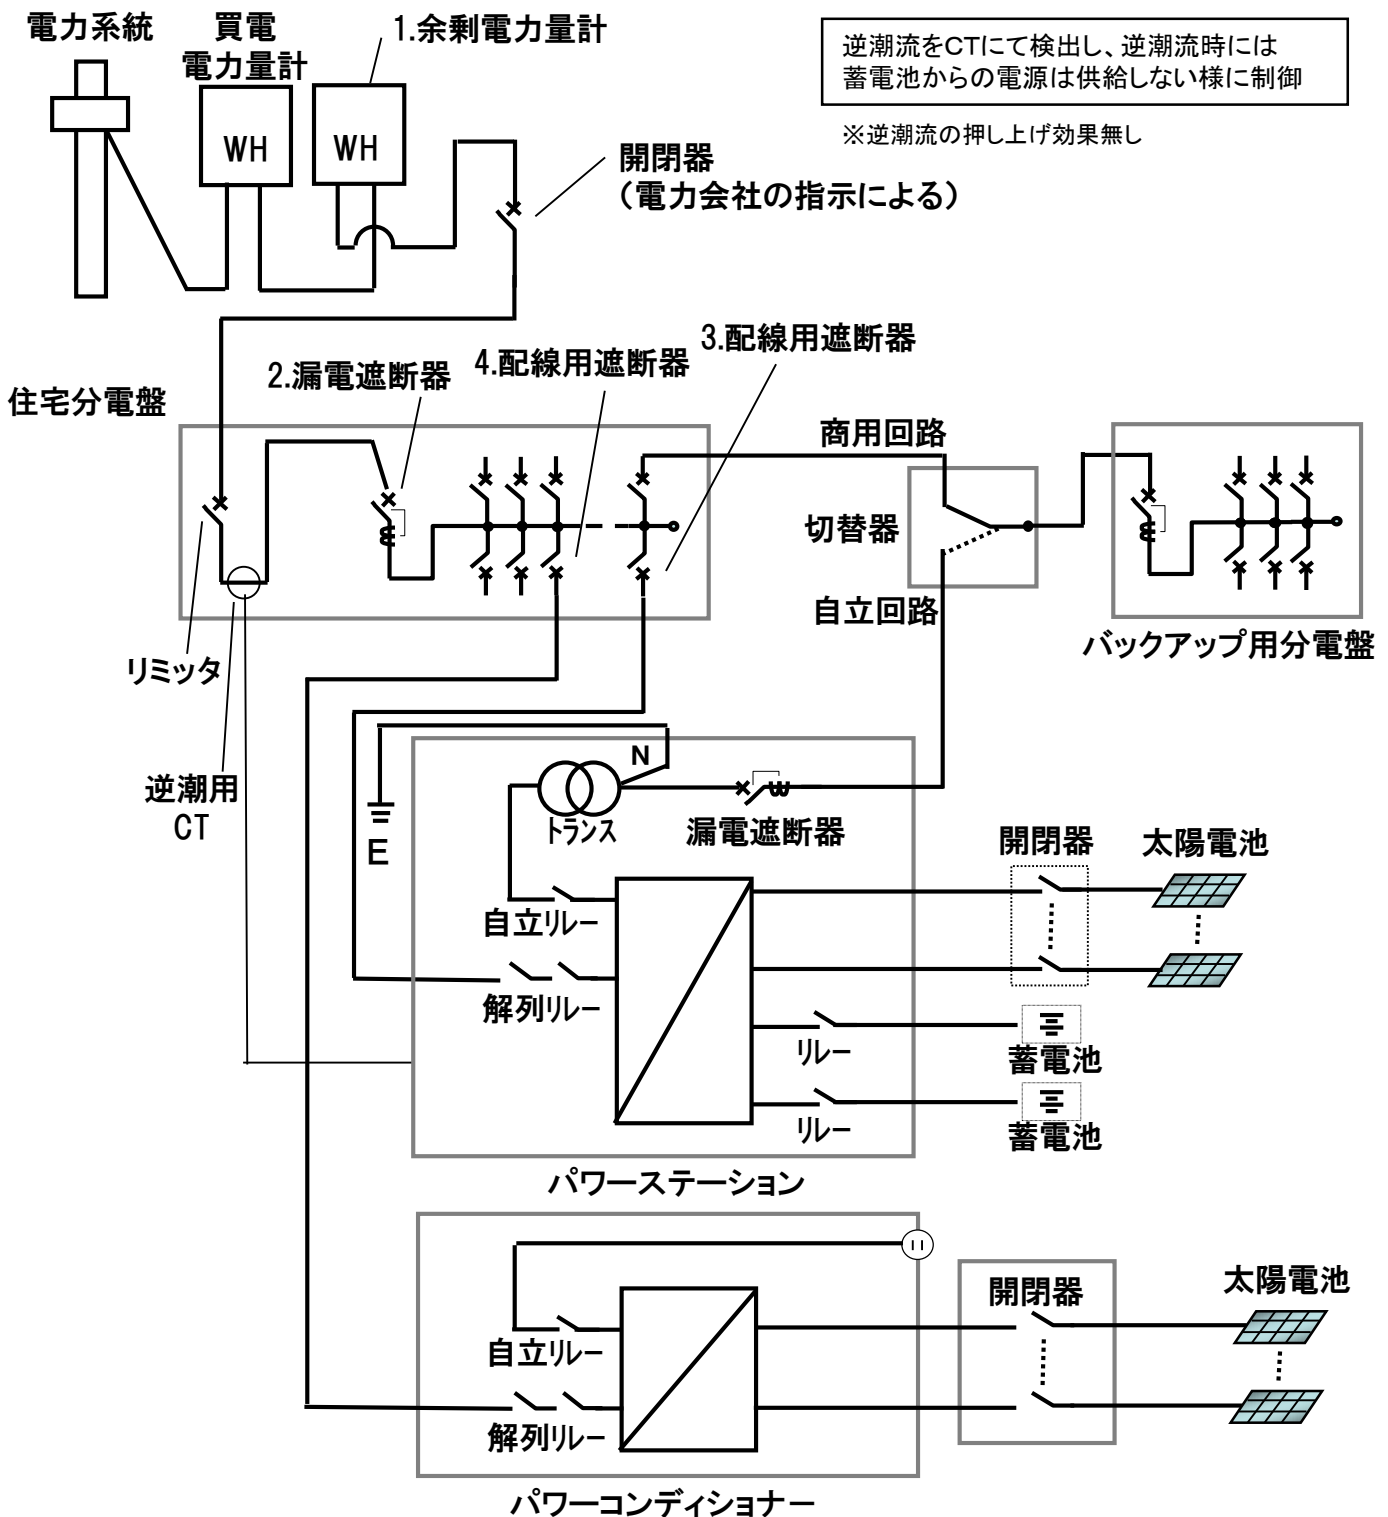 電力系統
買電
電力量計
1.余剰電力量計
逆潮流をCTにて検出し、逆潮流時には
蓄電池からの電源は供給しない様に制御
※逆潮流の押し上げ効果無し
WH
WH
開閉器
（電力会社の指示による）
住宅分電盤
2.漏電遮断器
4.配線用遮断器
3.配線用遮断器
商用回路
切替器
自立回路
バックアップ用分電盤
リミッタ
逆潮用
CT
N
E
トランス
漏電遮断器
開閉器
太陽電池
自立リレー
解列リレー
リレー
蓄電池
リレー
蓄電池
パワーステーション
開閉器
太陽電池
自立リレー
解列リレー
パワーコンディショナー